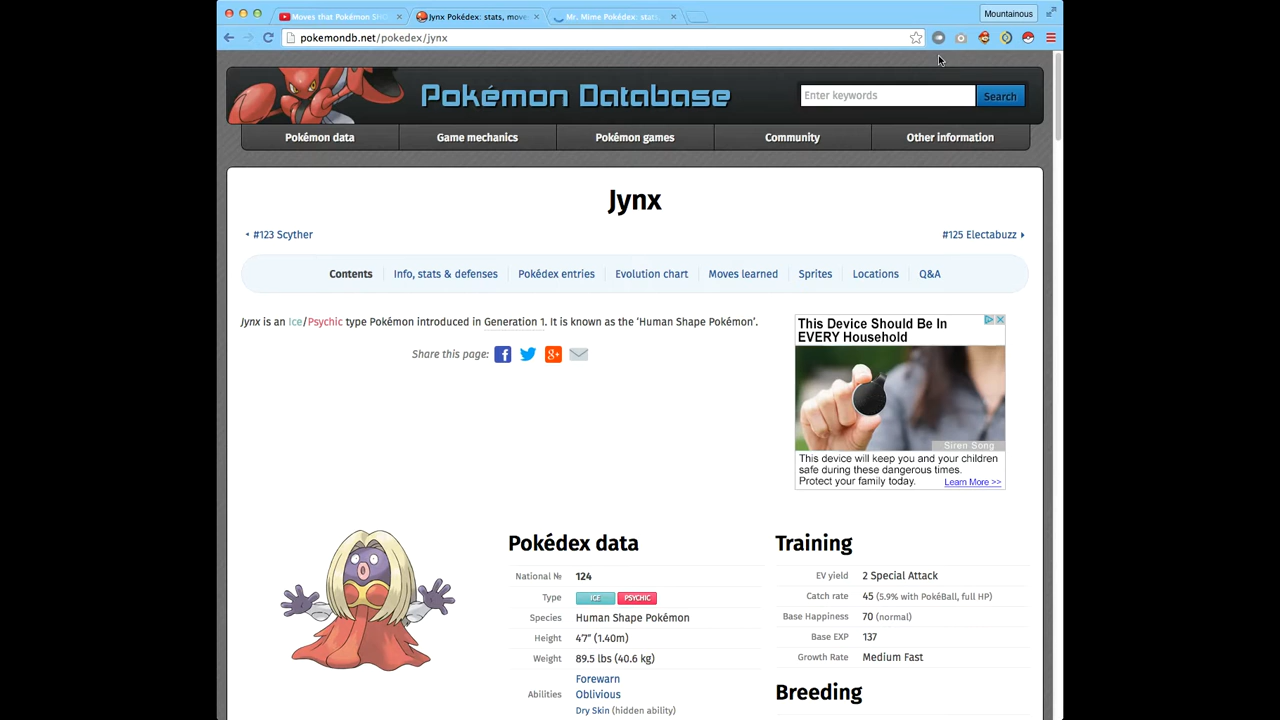 Moves that Pokémon SHO
Jynx Pokédex: stats, move
Mr. Mime Pokédex: stats,
Mountainous
pokemondb.net/pokedex/jynx
Pokémon Database
Enter keywords
Search
Pokémon data
Game mechanics
Pokémon games
Community
Other information
Jynx
#123 Scyther
#125 Electabuzz
Contents
Info, stats & defenses
Pokédex entries
Evolution chart
Moves learned
Sprites
Locations
Q&A
Jynx is an Ice/Psychic type Pokémon introduced in Generation 1. It is known as the ‘Human Shape Pokémon’.
Share this page:
This Device Should Be In
EVERY Household
Siren Song
This device will keep you and your children
safe during these dangerous times.
Protect your family today.
Learn More >>
Pokédex data
National № 124
Type ICE PSYCHIC
Species Human Shape Pokémon
Height 4'7" (1.40m)
Weight 89.5 lbs (40.6 kg)
Abilities Forewarn
Oblivious
Dry Skin (hidden ability)
Training
EV yield 2 Special Attack
Catch rate 45 (5.9% with PokéBall, full HP)
Base Happiness 70 (normal)
Base EXP 137
Growth Rate Medium Fast
Breeding